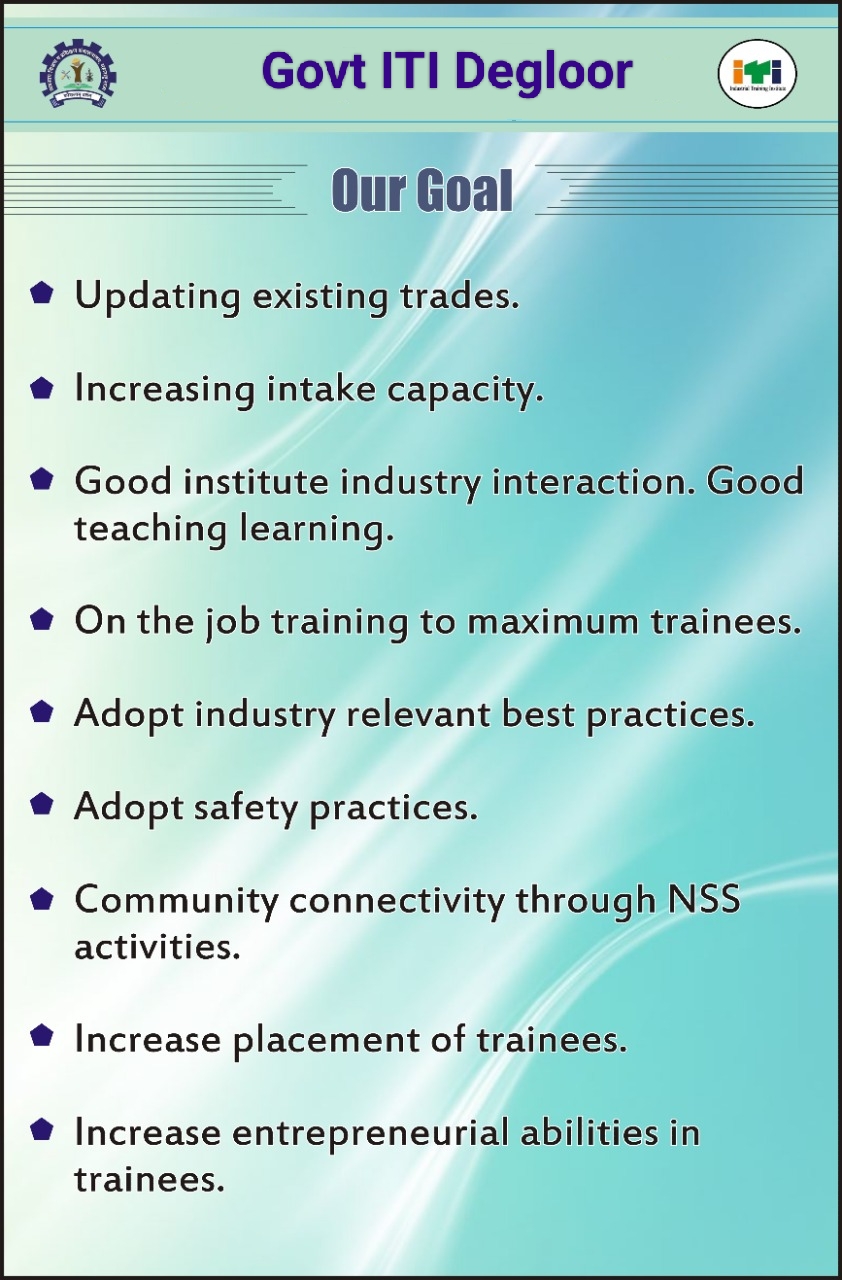 Govt ITI Degloor
iTi
Industrial Training Institute
Our Goal
Updating existing trades.
Increasing intake capacity.
Good institute industry interaction. Good
teaching learning.
On the job training to maximum trainees.
Adopt industry relevant best practices.
Adopt safety practices.
Community connectivity through NSS
activities.
Increase placement of trainees.
Increase entrepreneurial abilities in
trainees.